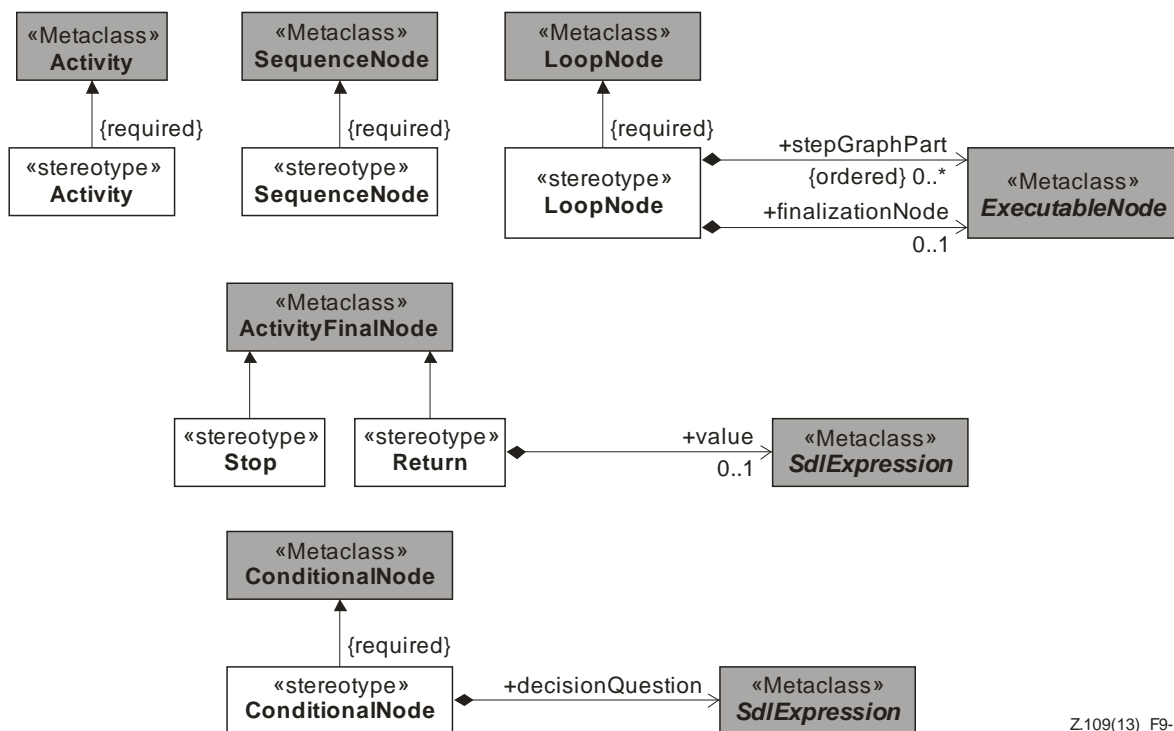 «Metaclass»
Activity
{required}
«stereotype»
Activity
«Metaclass»
SequenceNode
{required}
«stereotype»
SequenceNode
«Metaclass»
LoopNode
{required}
«stereotype»
LoopNode
+stepGraphPart
{ordered} 0..*
+finalizationNode
0..1
«Metaclass»
ExecutableNode
«Metaclass»
ActivityFinalNode
«stereotype»
Stop
«stereotype»
Return
+value
0..1
«Metaclass»
SdlExpression
«Metaclass»
ConditionalNode
{required}
«stereotype»
ConditionalNode
+decisionQuestion
«Metaclass»
SdlExpression
Z.109(13)_F9-